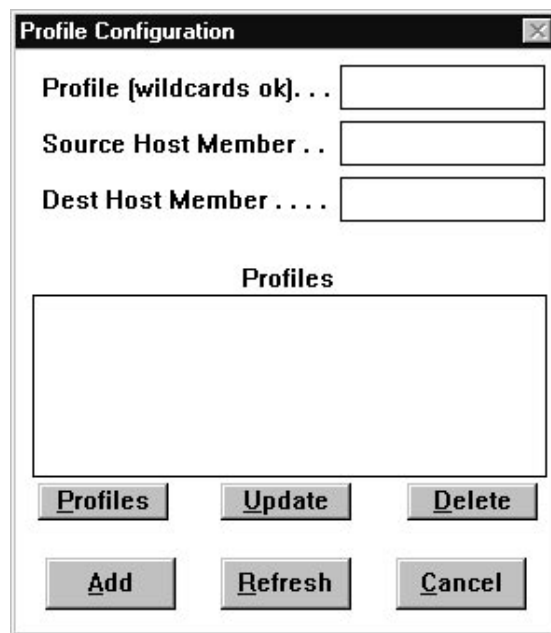 Profile Configuration
Profile (wildcards ok). . .
Source Host Member . .
Dest Host Member . . . .
Profiles
Profiles Update Delete
Add Refresh Cancel